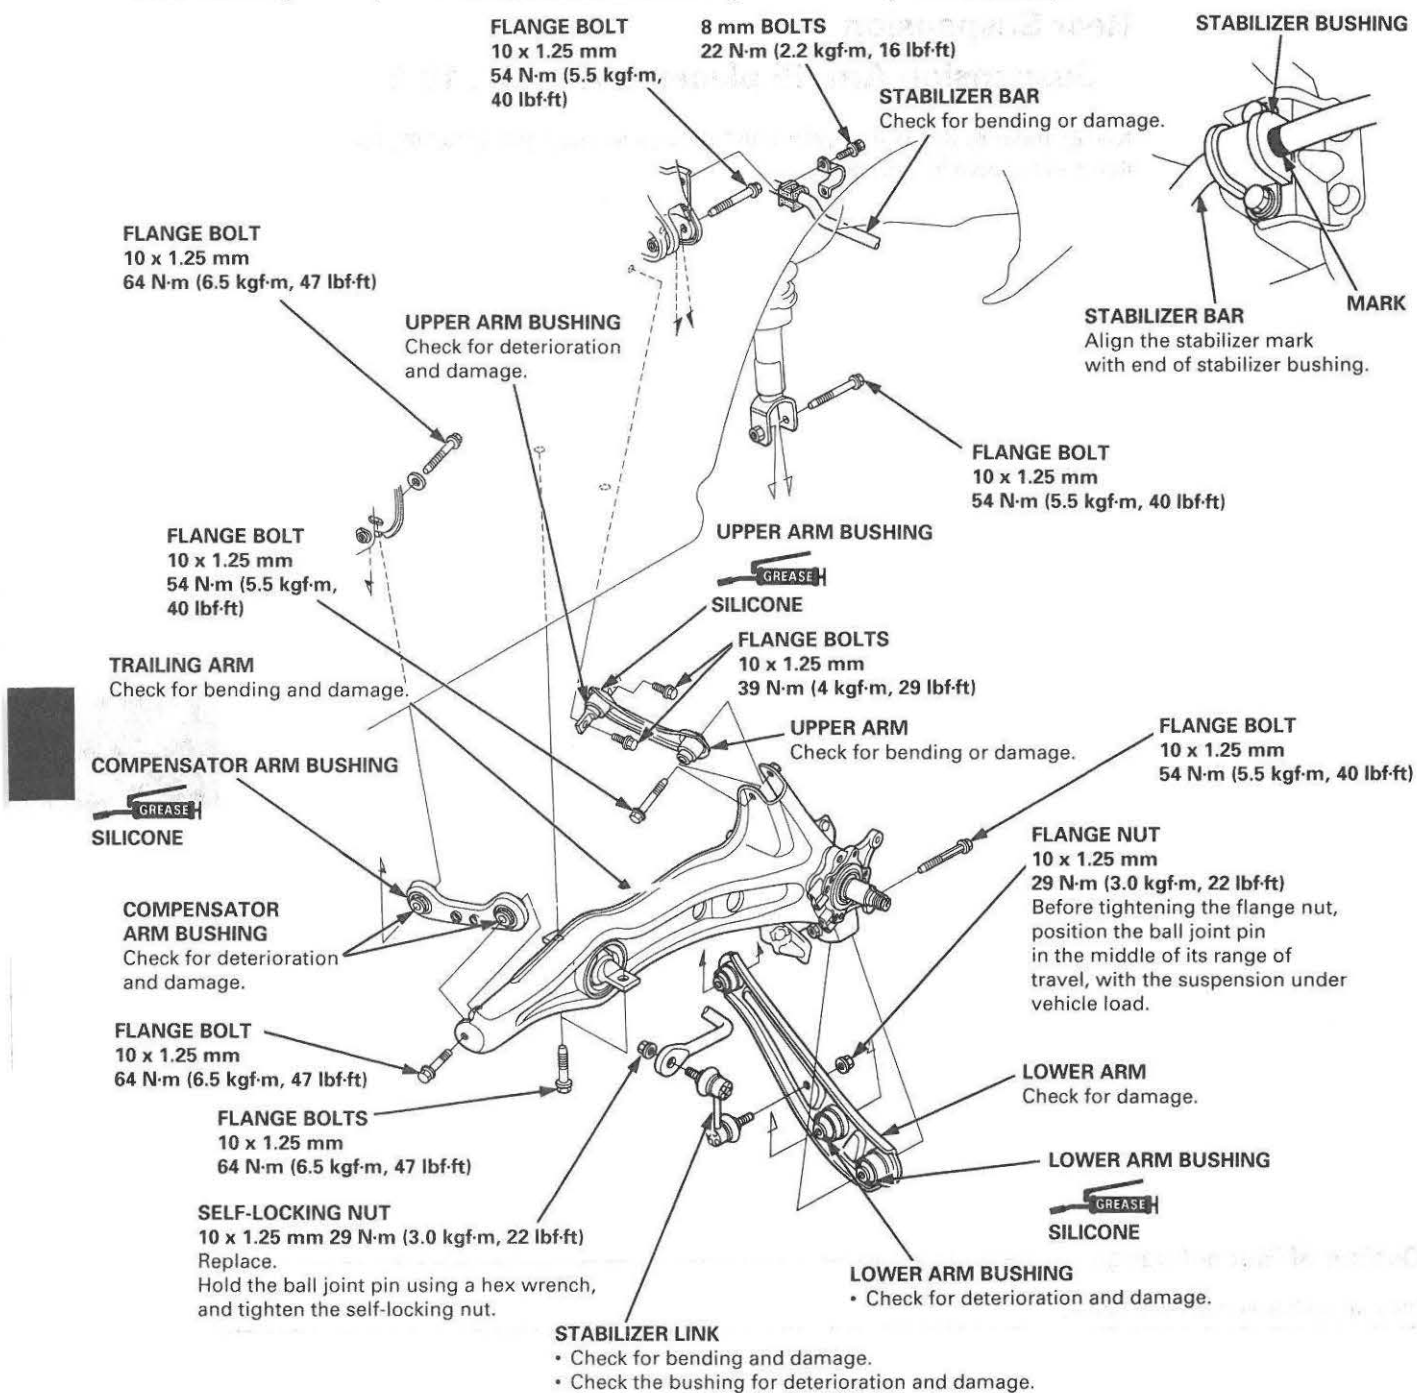 FLANGE BOLT
10 x 1.25 mm
54 N·m (5.5 kgf·m,
40 lbf·ft)
8 mm BOLTS
22 N·m (2.2 kgf·m, 16 lbf·ft)
STABILIZER BAR
Check for bending or damage.
STABILIZER BUSHING
MARK
STABILIZER BAR
Align the stabilizer mark
with end of stabilizer bushing.
FLANGE BOLT
10 x 1.25 mm
64 N·m (6.5 kgf·m, 47 lbf·ft)
UPPER ARM BUSHING
Check for deterioration
and damage.
FLANGE BOLT
10 x 1.25 mm
54 N·m (5.5 kgf·m, 40 lbf·ft)
FLANGE BOLT
10 x 1.25 mm
54 N·m (5.5 kgf·m,
40 lbf·ft)
UPPER ARM BUSHING
GREASE
SILICONE
FLANGE BOLTS
10 x 1.25 mm
39 N·m (4 kgf·m, 29 lbf·ft)
TRAILING ARM
Check for bending and damage.
UPPER ARM
Check for bending or damage.
FLANGE BOLT
10 x 1.25 mm
54 N·m (5.5 kgf·m, 40 lbf·ft)
COMPENSATOR ARM BUSHING
GREASE
SILICONE
FLANGE NUT
10 x 1.25 mm
29 N·m (3.0 kgf·m, 22 lbf·ft)
Before tightening the flange nut,
position the ball joint pin
in the middle of its range of
travel, with the suspension under
vehicle load.
COMPENSATOR
ARM BUSHING
Check for deterioration
and damage.
FLANGE BOLT
10 x 1.25 mm
64 N·m (6.5 kgf·m, 47 lbf·ft)
LOWER ARM
Check for damage.
FLANGE BOLTS
10 x 1.25 mm
64 N·m (6.5 kgf·m, 47 lbf·ft)
LOWER ARM BUSHING
GREASE
SILICONE
SELF-LOCKING NUT
10 x 1.25 mm 29 N·m (3.0 kgf·m, 22 lbf·ft)
Replace.
Hold the ball joint pin using a hex wrench,
and tighten the self-locking nut.
LOWER ARM BUSHING
• Check for deterioration and damage.
STABILIZER LINK
• Check for bending and damage.
• Check the bushing for deterioration and damage.